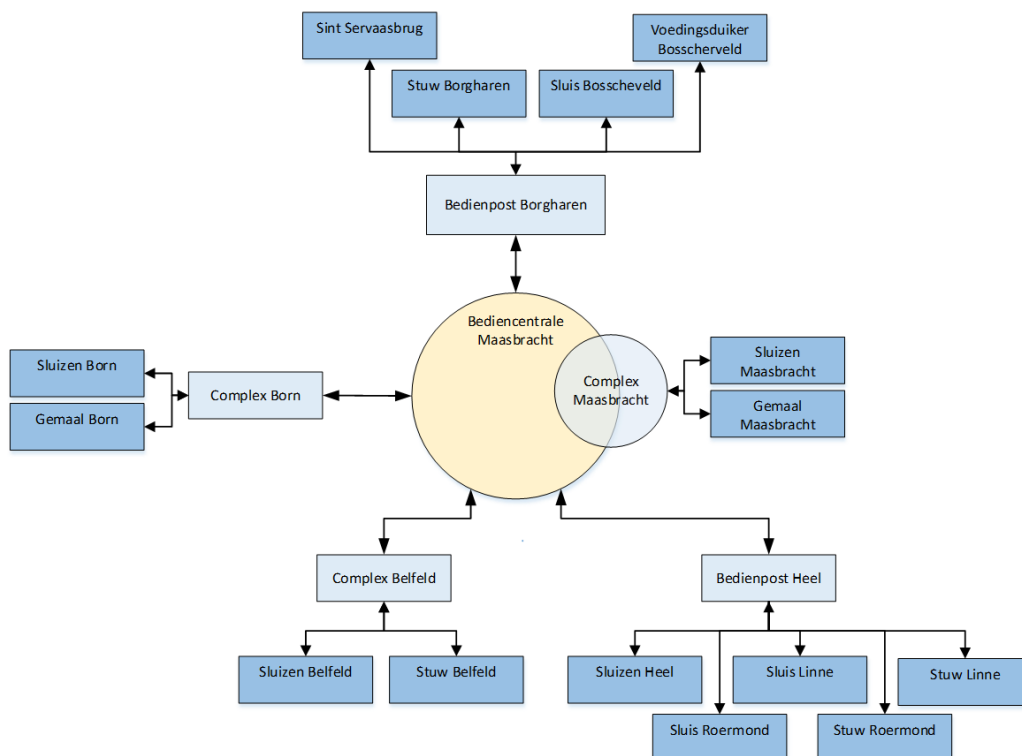 Sint Servaasbrug
Voedingsduiker
Bosscherveld
Stuw Borgharen
Sluis Bosscheveld
Bedienpost Borgharen
Bediencentrale
Maasbracht
Sluizen Born
Gemaal Born
Complex Born
Complex
Maasbracht
Sluizen
Maasbracht
Gemaal
Maasbracht
Complex Belfeld
Bedienpost Heel
Sluizen Belfeld
Stuw Belfeld
Sluizen Heel
Sluis Linne
Stuw Linne
Sluis Roermond
Stuw Roermond